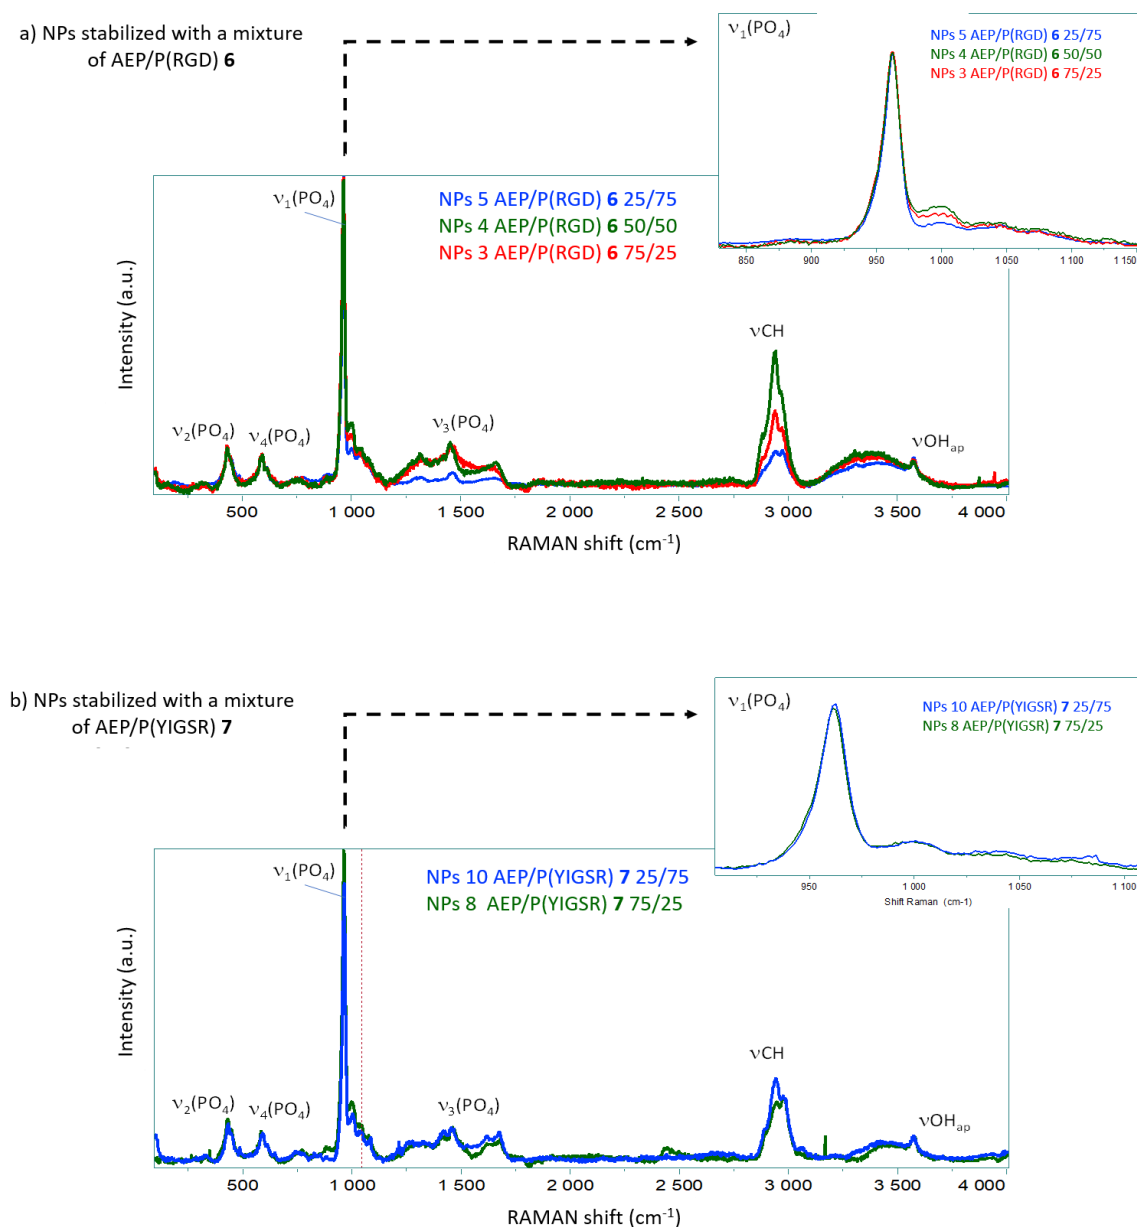 a) NPs stabilized with a mixture
of AEP/P(RGD) 6
ν1(PO4)
NPs 5 AEP/P(RGD) 6 25/75
NPs 4 AEP/P(RGD) 6 50/50
NPs 3 AEP/P(RGD) 6 75/25
850 900 950 1 000 1 050 1 100 1 150
ν1(PO4)
NPs 5 AEP/P(RGD) 6 25/75
NPs 4 AEP/P(RGD) 6 50/50
NPs 3 AEP/P(RGD) 6 75/25
Intensity (a.u.)
νCH
ν2(PO4)
ν4(PO4)
ν3(PO4)
νOHap
500 1 000 1 500 2 000 2 500 3 000 3 500 4 000
RAMAN shift (cm-1)
b) NPs stabilized with a mixture
of AEP/P(YIGSR) 7
ν1(PO4)
NPs 10 AEP/P(YIGSR) 7 25/75
NPs 8 AEP/P(YIGSR) 7 75/25
950 1 000 1 050 1 100
Shift Raman (cm-1)
ν1(PO4)
NPs 10 AEP/P(YIGSR) 7 25/75
NPs 8 AEP/P(YIGSR) 7 75/25
Intensity (a.u.)
νCH
ν2(PO4)
ν4(PO4)
ν3(PO4)
νOHap
500 1 000 1 500 2 000 2 500 3 000 3 500 4 000
RAMAN shift (cm-1)